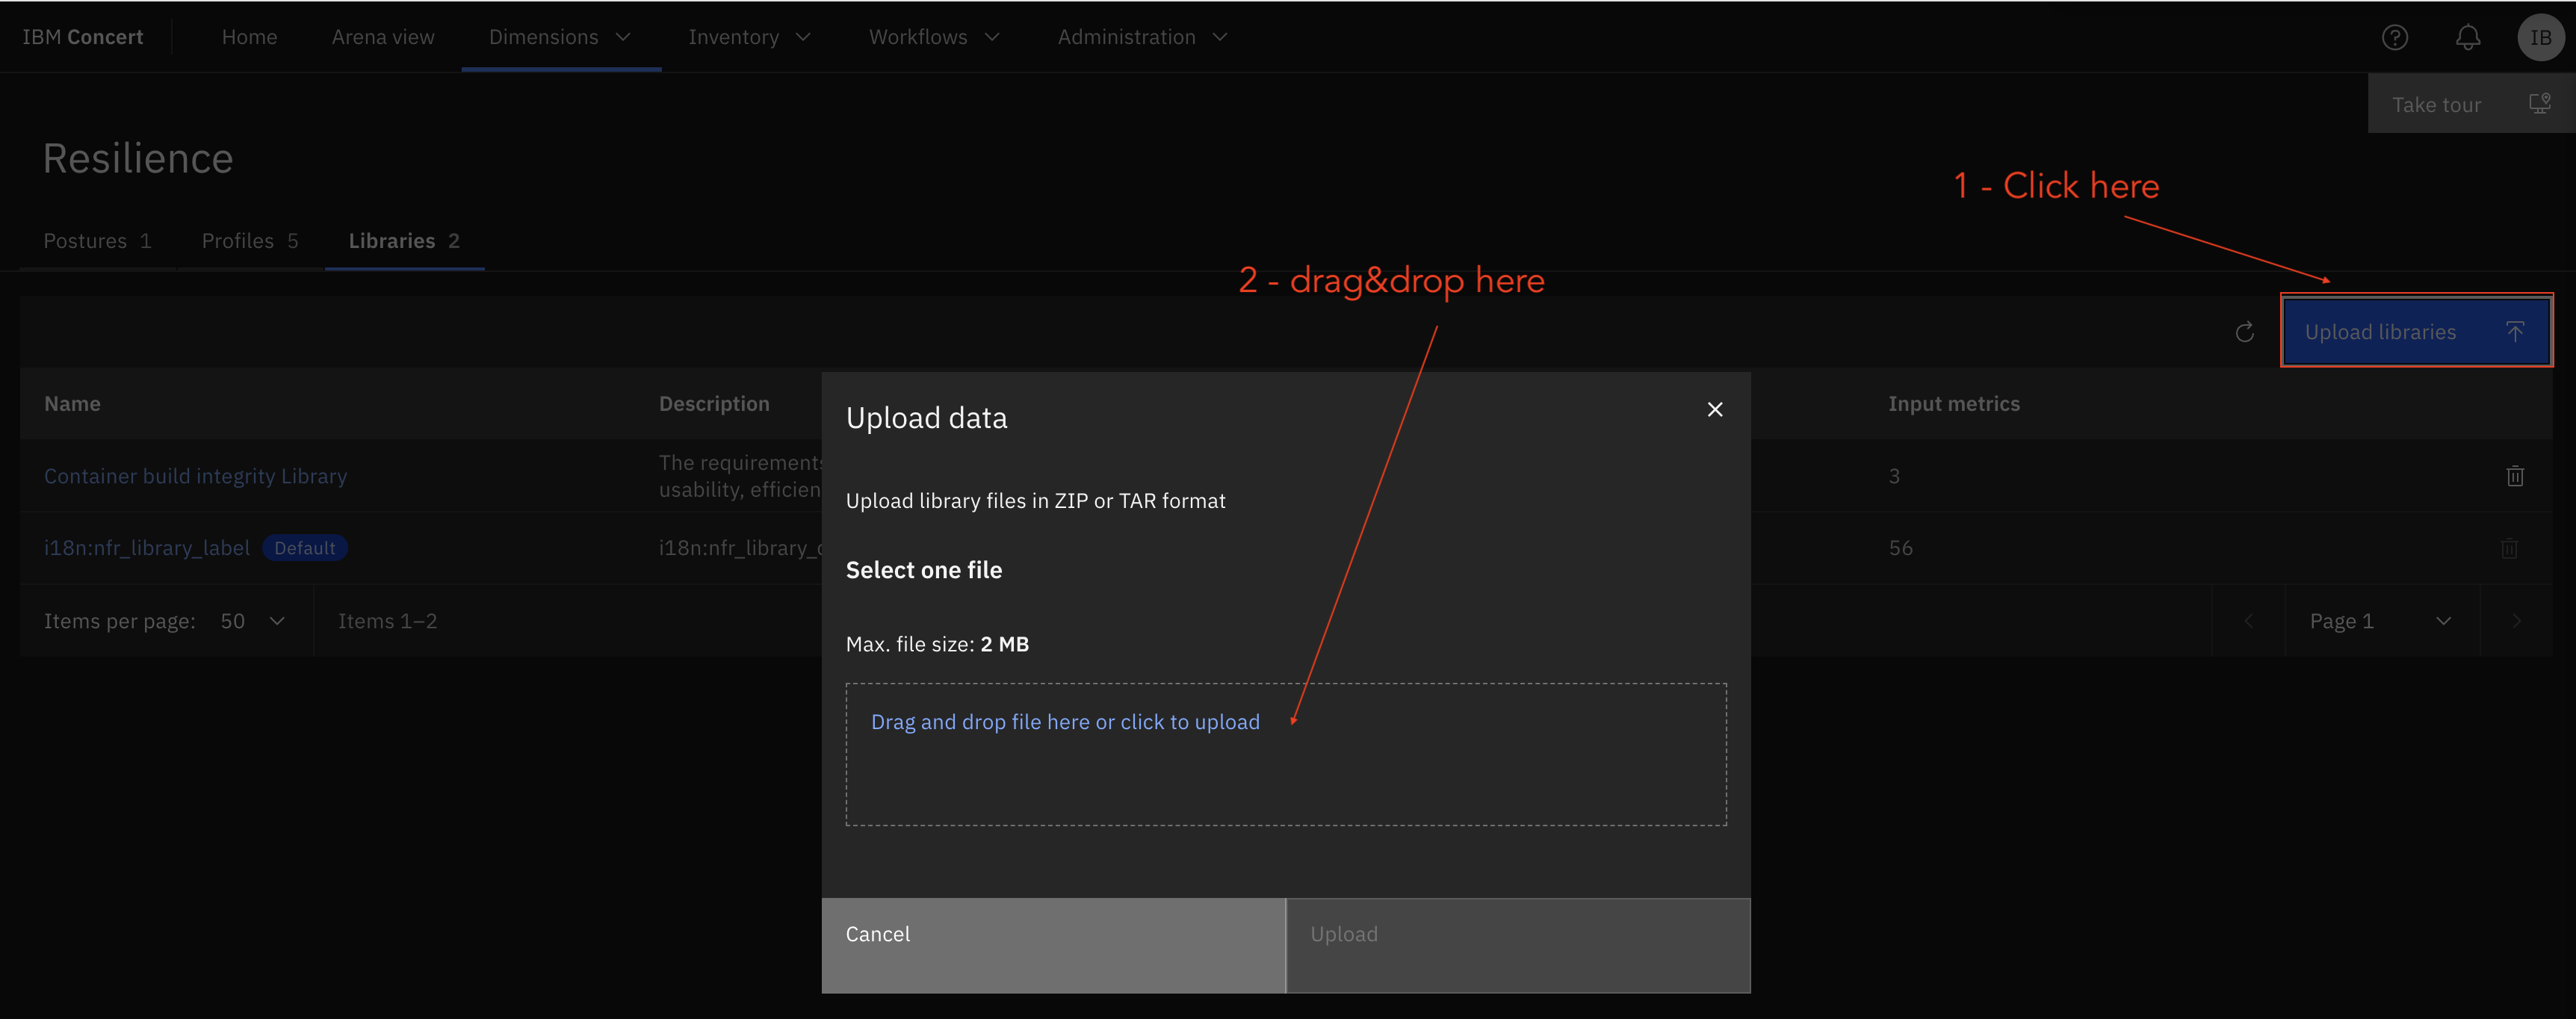 IBM Concert
Home
Arena view
Dimensions
Inventory
Workflows
Administration
IB
Take tour
Resilience
1 - Click here
Postures 1
Profiles 5
Libraries 2
2 - drag&drop here
Upload libraries
Name
Description
Input metrics
Container build integrity Library
The requirements
usability, efficien
3
i18n:nfr_library_label
Default
i18n:nfr_library_
56
Items per page: 50
Items 1–2
Page 1
Upload data
Upload library files in ZIP or TAR format
Select one file
Max. file size: 2 MB
Drag and drop file here or click to upload
Cancel
Upload